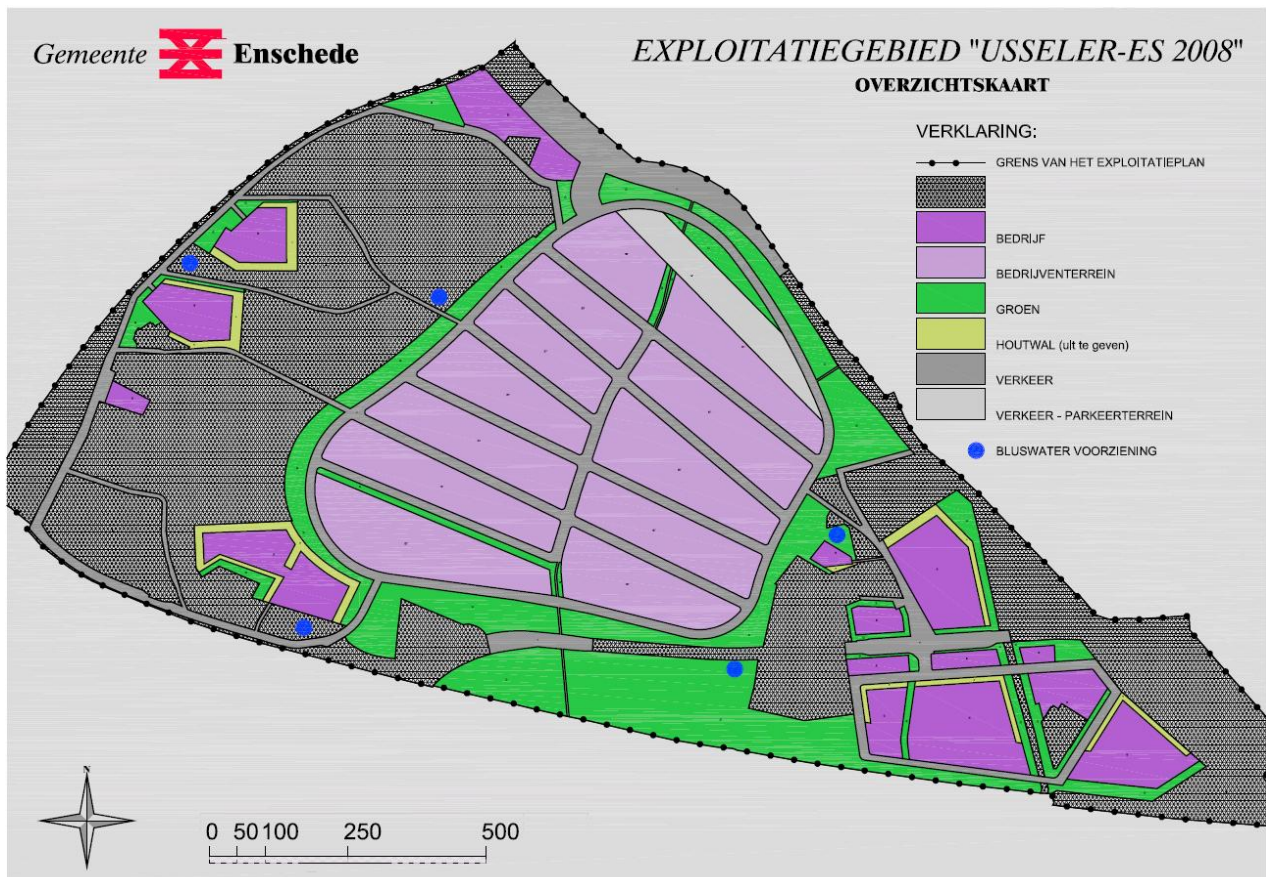 Gemeente Enschede
EXPLOITATIEGEBIED "USSELER-ES 2008"
OVERZICHTSKAART
VERKLARING:
GRENS VAN HET EXPLOITATIEPLAN
BEDRIJF
BEDRIJVENTERREIN
GROEN
HOUTWAL (uit te geven)
VERKEER
VERKEER - PARKEERTERREIN
BLUSWATER VOORZIENING
N
0 50 100 250 500